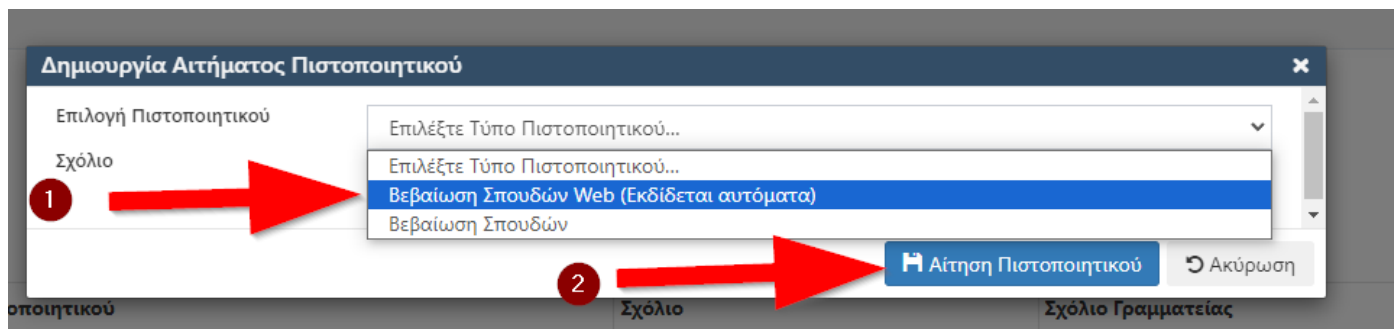 Δημιουργία Αιτήματος Πιστοποιητικού
Επιλογή Πιστοποιητικού
Επιλέξτε Τύπο Πιστοποιητικού...
Σχόλιο
Επιλέξτε Τύπο Πιστοποιητικού...
1
Βεβαίωση Σπουδών Web (Εκδίδεται αυτόματα)
Βεβαίωση Σπουδών
2
Αίτηση Πιστοποιητικού
Ακύρωση
οποιητικού
Σχόλιο
Σχόλιο Γραμματείας